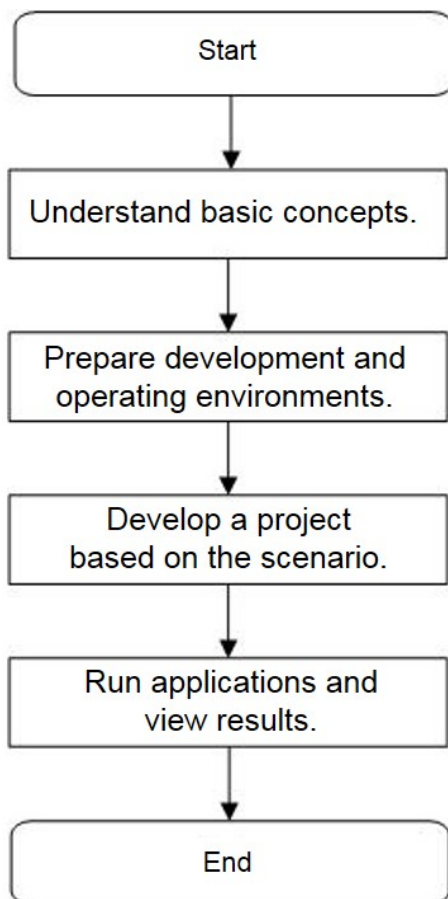 Start
Understand basic concepts.
Prepare development and
operating environments.
Develop a project
based on the scenario.
Run applications and
view results.
End